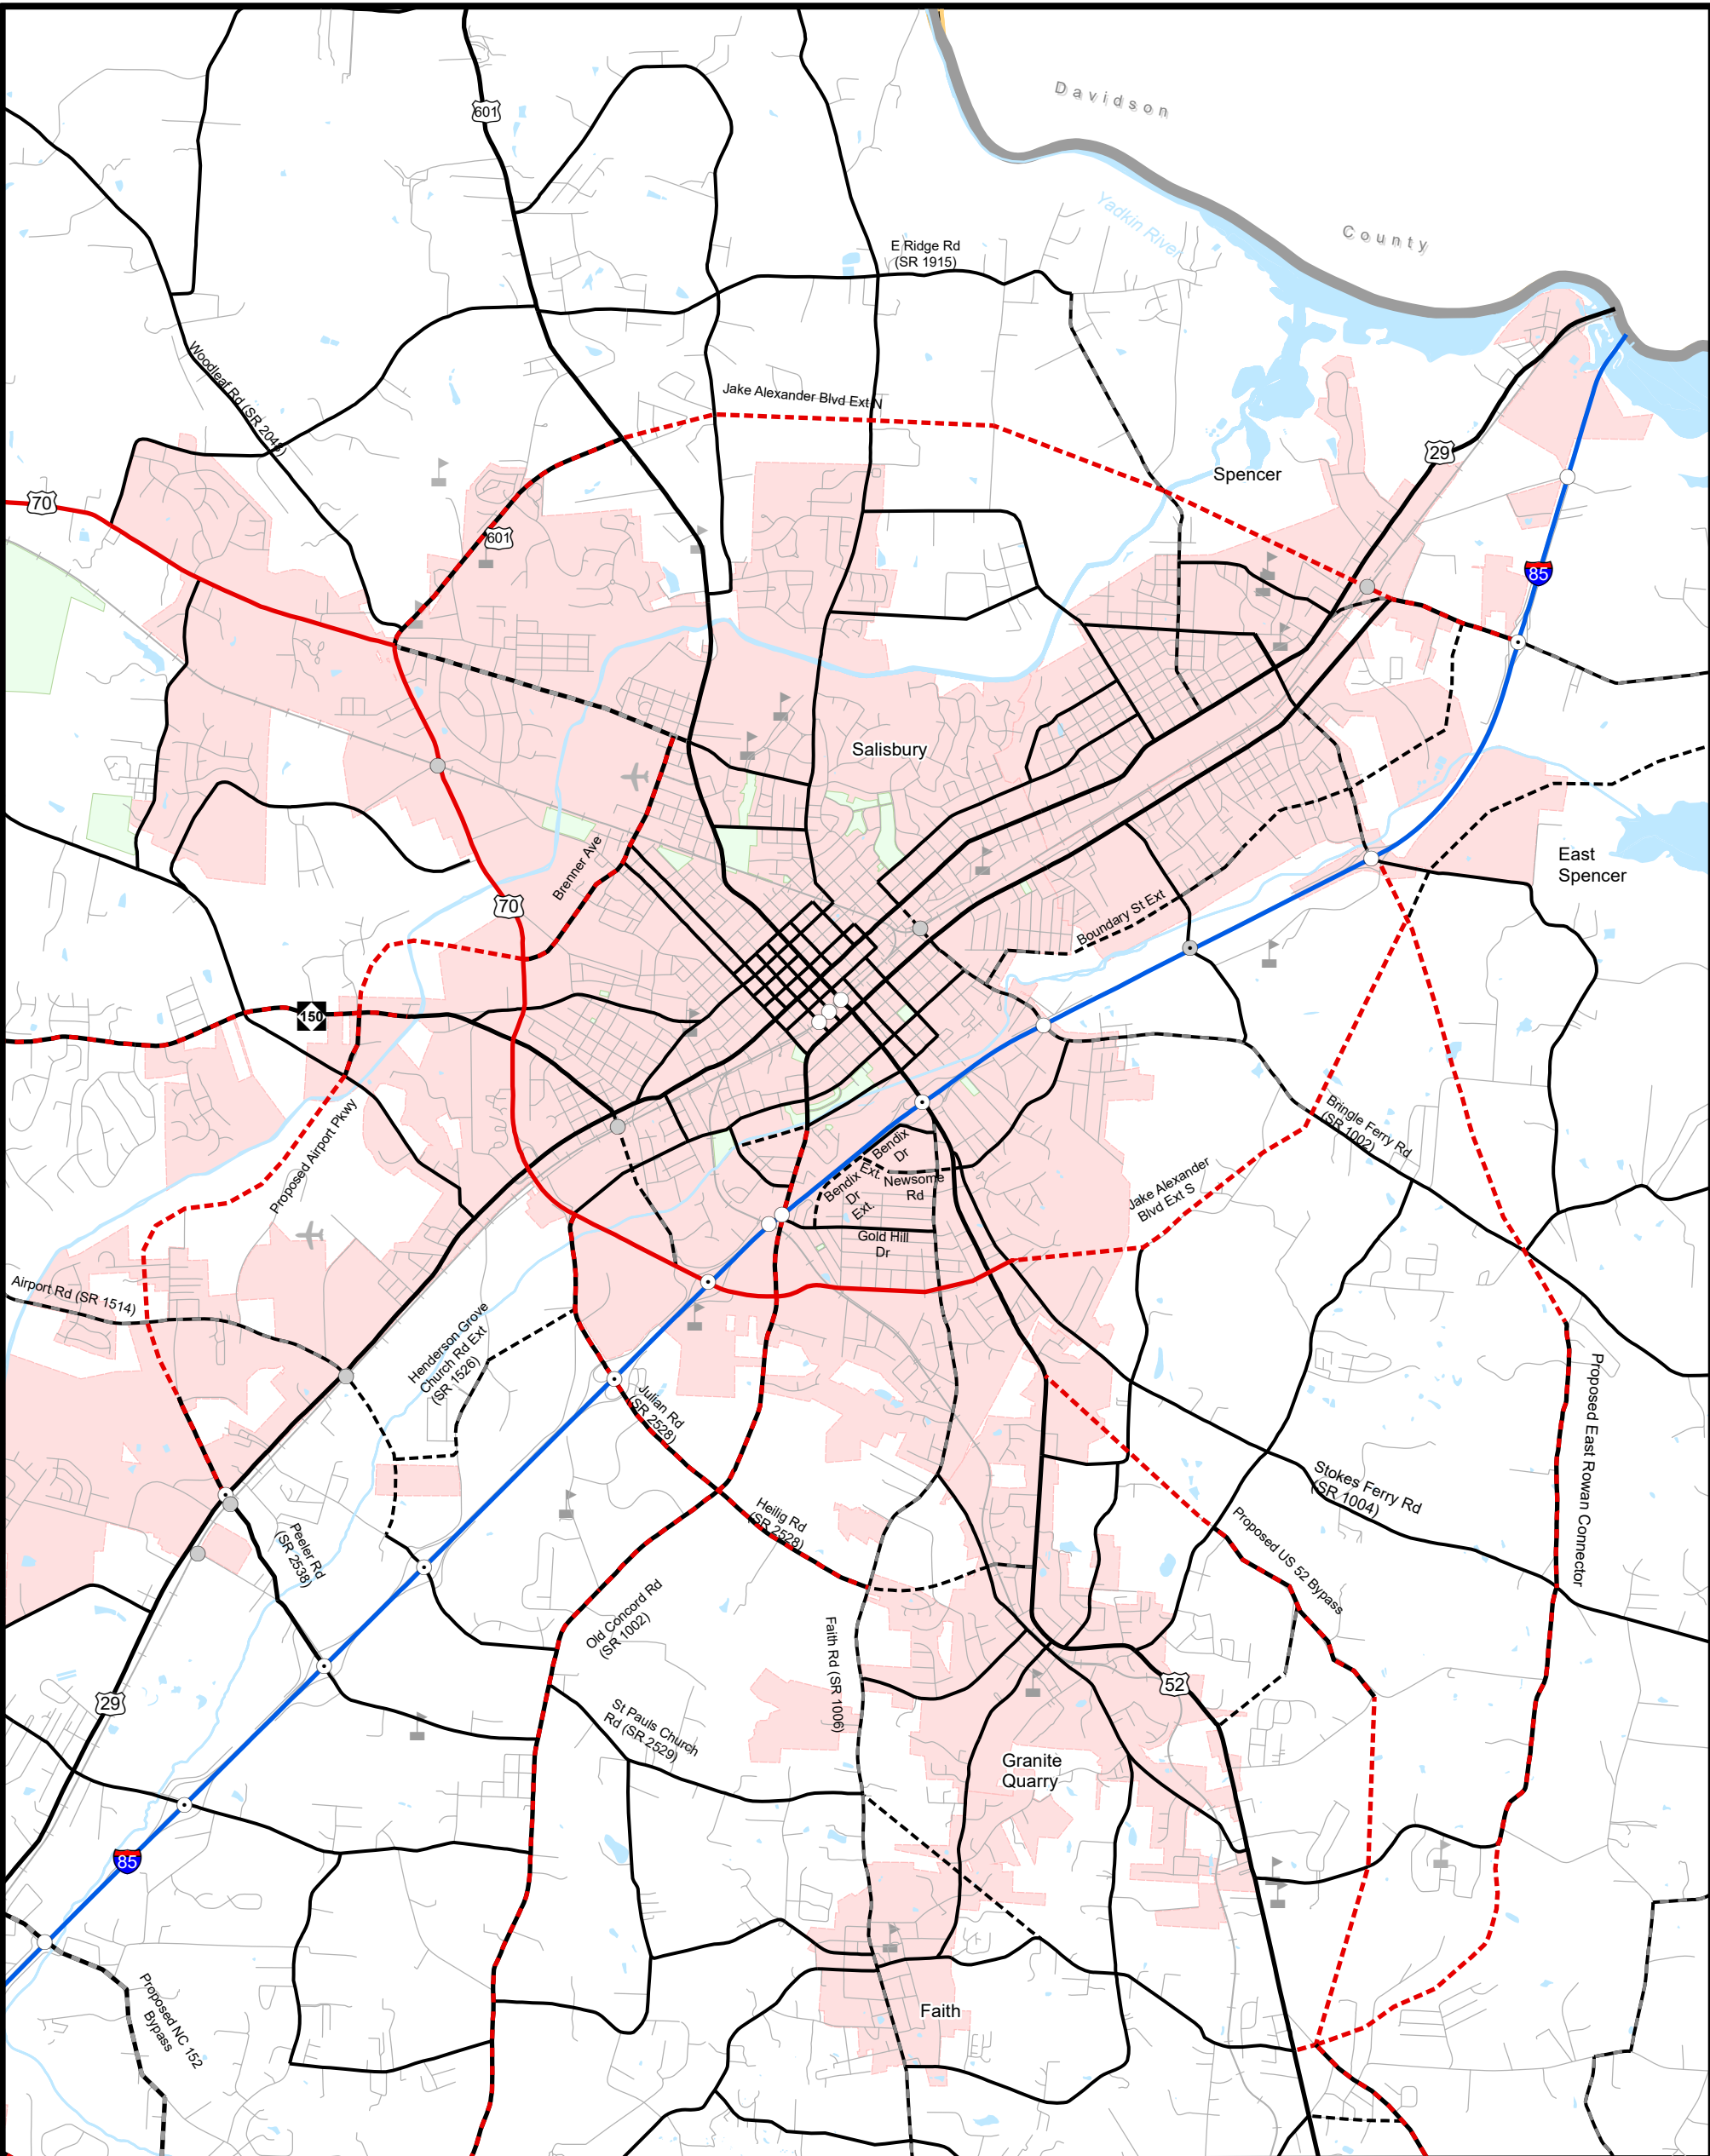 Davidson
601
Yadkin River
County
E Ridge Rd
(SR 1915)
Woodleaf Rd (SR 2048)
Jake Alexander Blvd Ext N
29
Spencer
70
601
85
Salisbury
Brenner Ave
East
Spencer
70
Boundary St Ext
150
Proposed Airport Pkwy
Bringle Ferry Rd
(SR 1002)
Bendix
Dr
Ext.
Newsome
Rd
Bendix
Dr
Ext.
Jake Alexander
Blvd Ext S
Gold Hill
Dr
Airport Rd (SR 1514)
Henderson Grove
Church Rd Ext
(SR 1526)
Julian Rd
(SR 2528)
Proposed East Rowan Connector
Stokes Ferry Rd
(SR 1004)
Heilig Rd
(SR 2528)
Proposed US 52 Bypass
Peeler Rd
(SR 2538)
Old Concord Rd
(SR 1002)
Faith Rd (SR 1006)
52
29
St Pauls Church
Rd (SR 2529)
Granite
Quarry
85
Proposed NC 152
Bypass
Faith